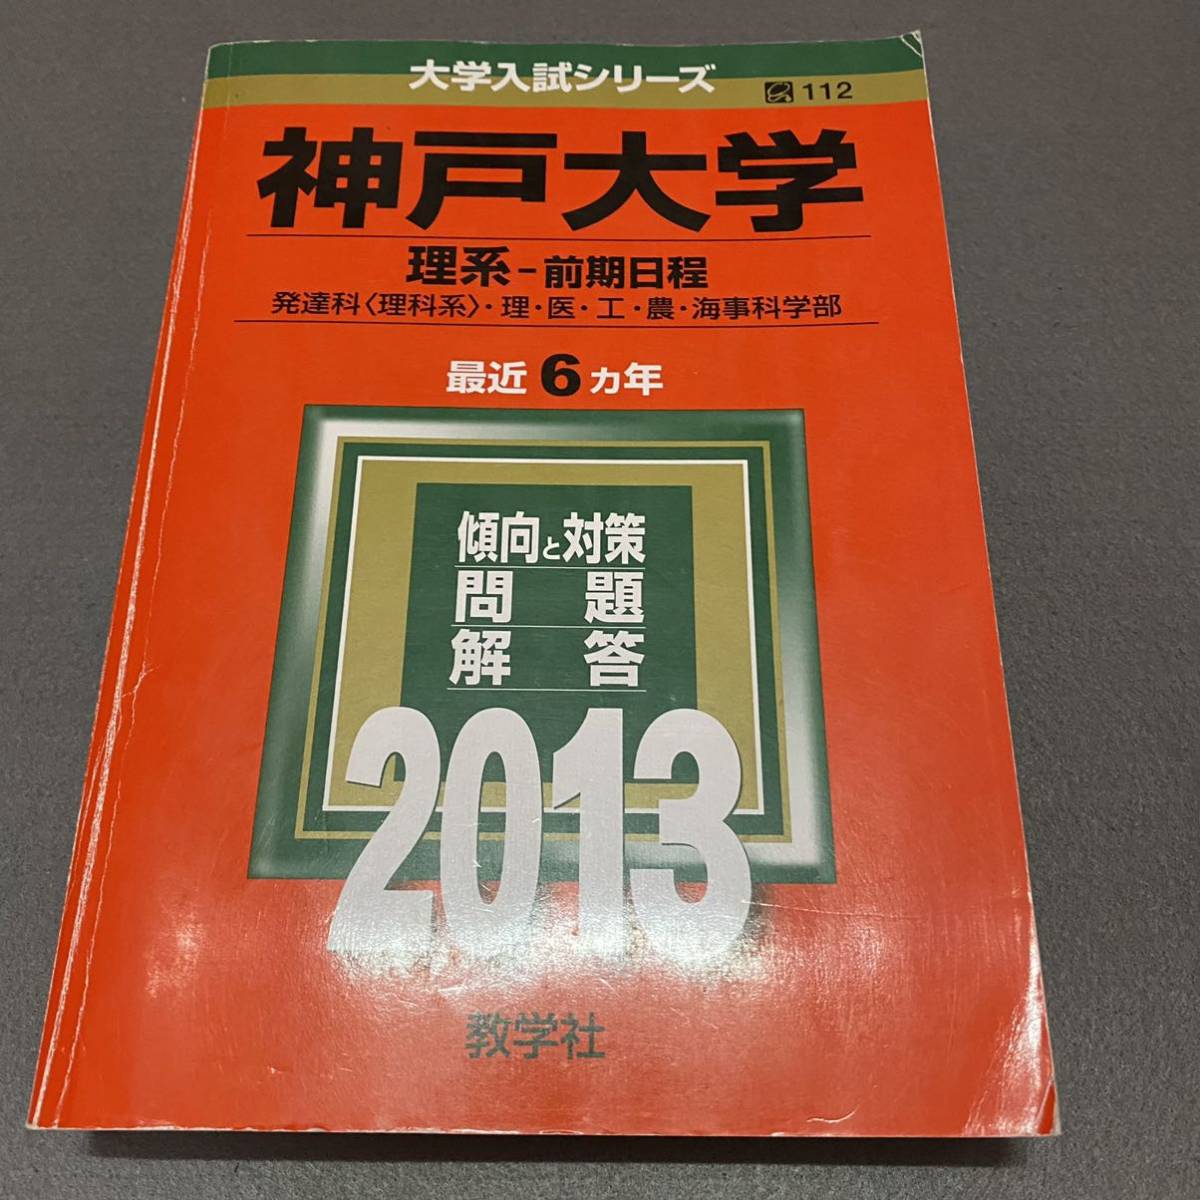 大学入試シリーズ
112
神戸大学
理系-前期日程
発達科〈理科系〉・理・医・工・農・海事科学部
最近6ヵ年
傾向と対策
問題
解答
2013
教学社